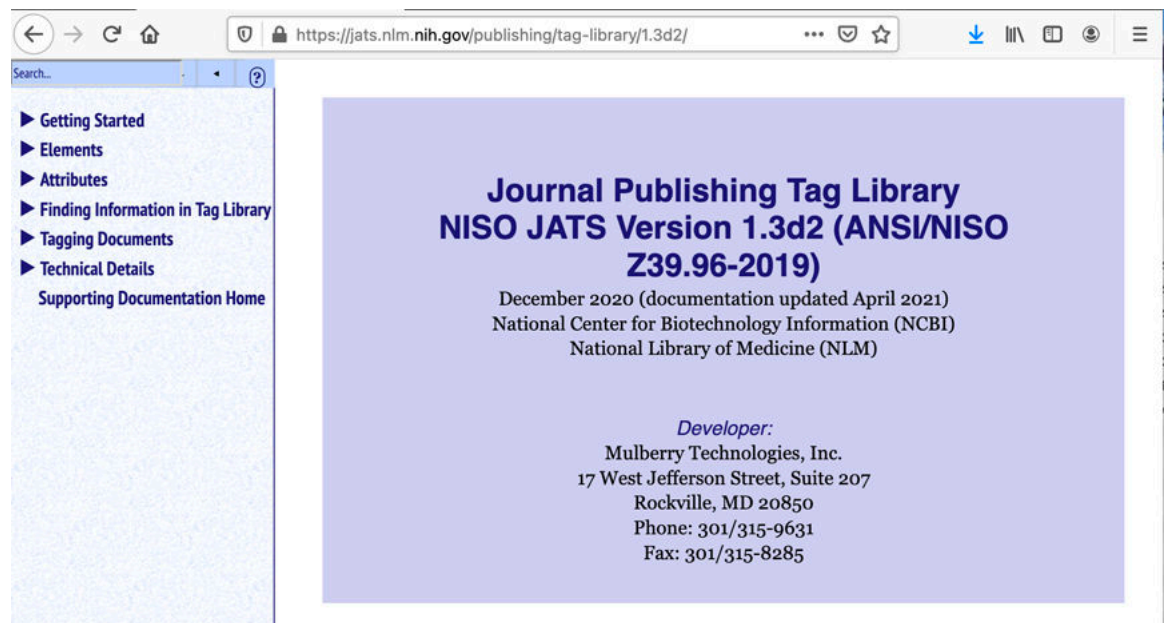 https://jats.nlm.nih.gov/publishing/tag-library/1.3d2/
Search...
Getting Started
Elements
Attributes
Finding Information in Tag Library
Tagging Documents
Technical Details
Supporting Documentation Home
Journal Publishing Tag Library
NISO JATS Version 1.3d2 (ANSI/NISO
Z39.96-2019)
December 2020 (documentation updated April 2021)
National Center for Biotechnology Information (NCBI)
National Library of Medicine (NLM)
Developer:
Mulberry Technologies, Inc.
17 West Jefferson Street, Suite 207
Rockville, MD 20850
Phone: 301/315-9631
Fax: 301/315-8285